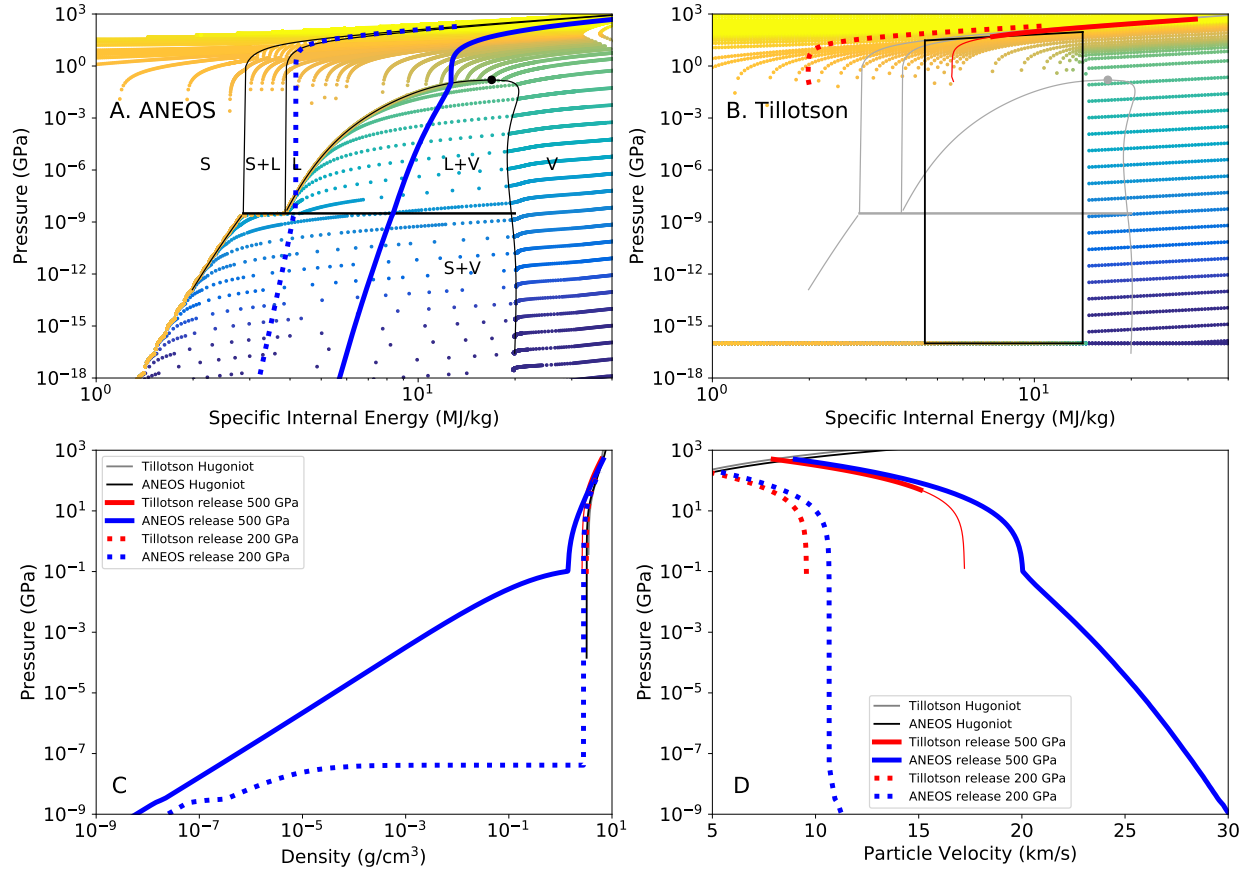 10³
10⁰
10⁻³
10⁻⁶
10⁻⁹
10⁻¹²
10⁻¹⁵
10⁻¹⁸
Pressure (GPa)
A. ANEOS
S
S+L
L
L+V
V
S+V
10⁰
10¹
Specific Internal Energy (MJ/kg)
10³
10⁰
10⁻³
10⁻⁶
10⁻⁹
10⁻¹²
10⁻¹⁵
10⁻¹⁸
Pressure (GPa)
B. Tillotson
10⁰
10¹
Specific Internal Energy (MJ/kg)
10³
10¹
10⁻¹
10⁻³
10⁻⁵
10⁻⁷
10⁻⁹
Pressure (GPa)
Tillotson Hugoniot
ANEOS Hugoniot
Tillotson release 500 GPa
ANEOS release 500 GPa
Tillotson release 200 GPa
ANEOS release 200 GPa
C
10⁻⁹
10⁻⁷
10⁻⁵
10⁻³
10⁻¹
10¹
Density (g/cm³)
10³
10¹
10⁻¹
10⁻³
10⁻⁵
10⁻⁷
10⁻⁹
Pressure (GPa)
Tillotson Hugoniot
ANEOS Hugoniot
Tillotson release 500 GPa
ANEOS release 500 GPa
Tillotson release 200 GPa
ANEOS release 200 GPa
D
5
10
15
20
25
30
Particle Velocity (km/s)